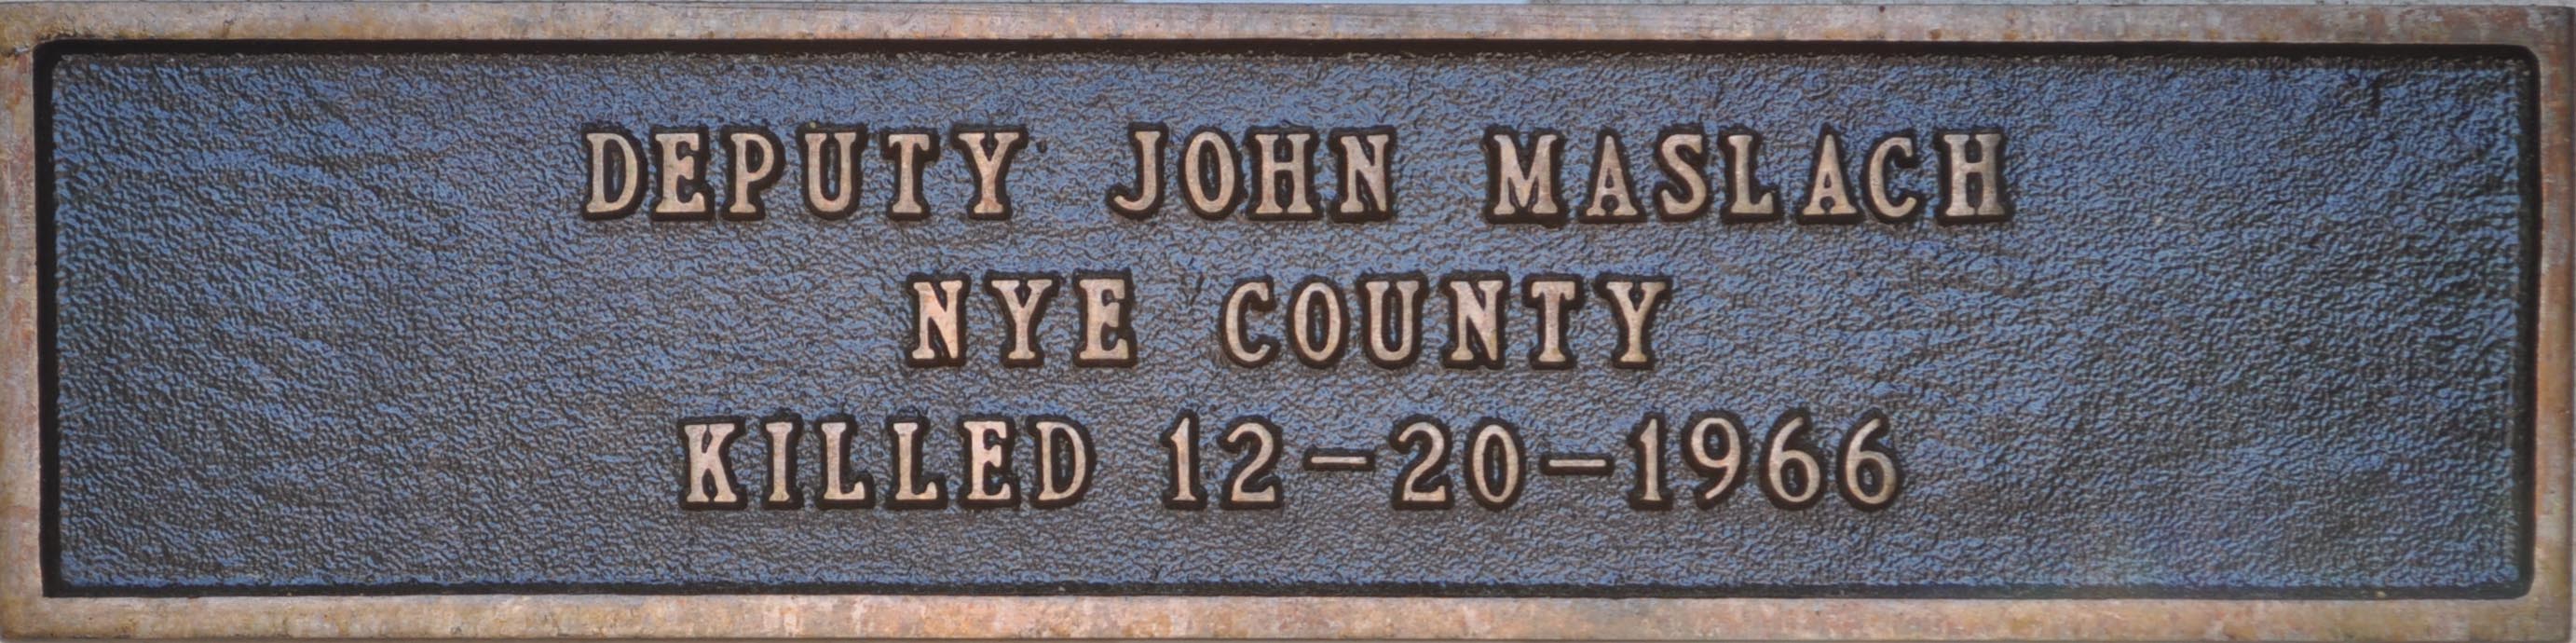 DEPUTY JOHN MASLACH
NYE COUNTY
KILLED 12-20-1966